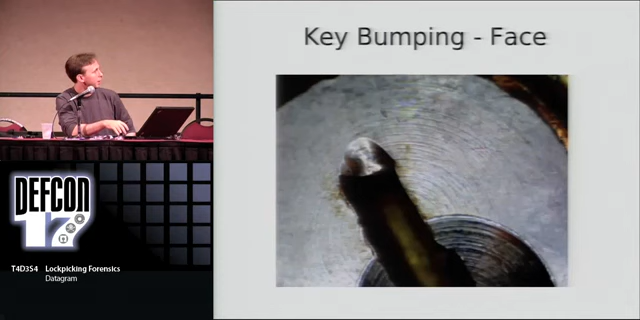 Key Bumping - Face
DEFCON
17
T4D3S4 Lockpicking Forensics
Datagram